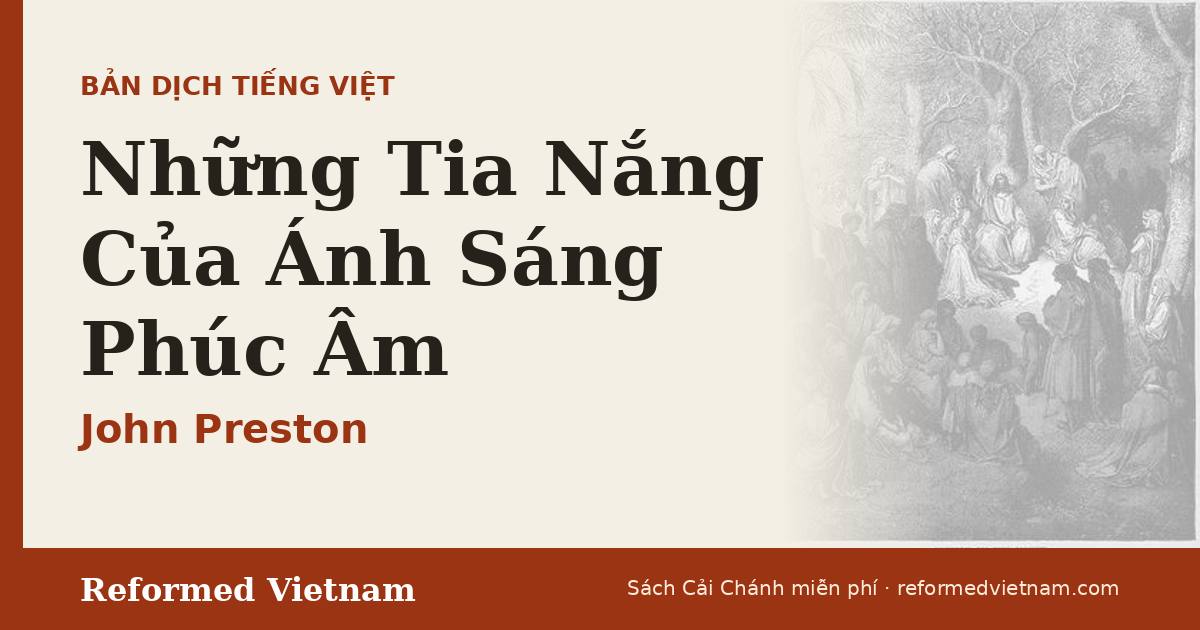 BẢN DỊCH TIẾNG VIỆT
Những Tia Nắng
Của Ánh Sáng
Phúc Âm
John Preston
Reformed Vietnam
Sách Cải Chánh miễn phí · reformedvietnam.com